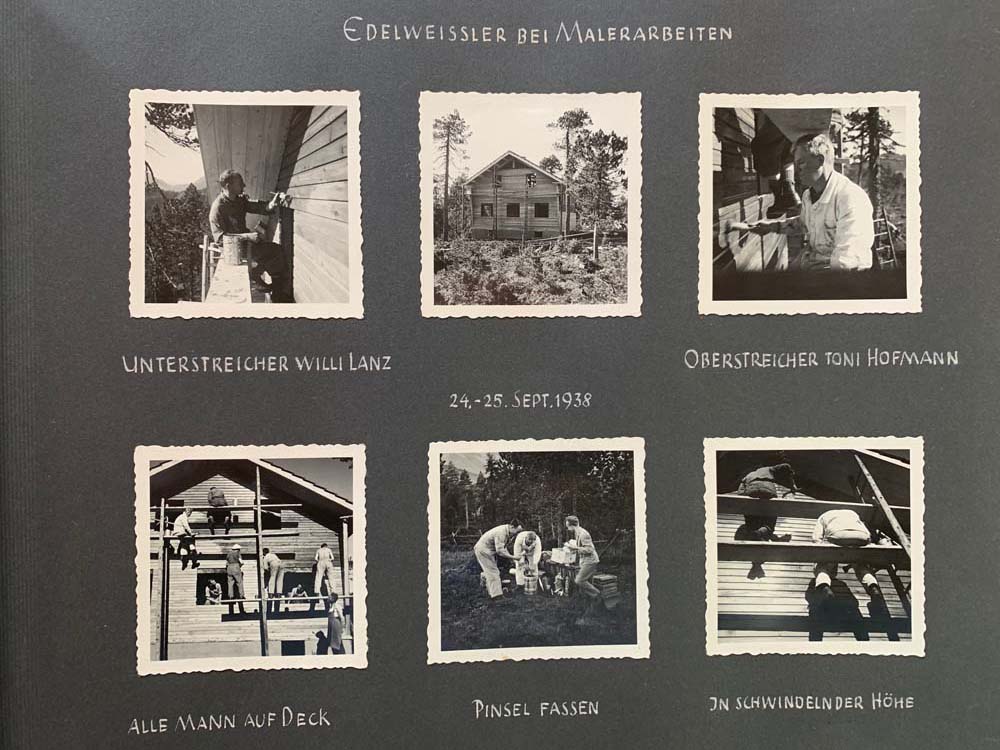 EDELWEISSLER BEI MALERARBEITEN
UNTERSTREICHER WILLI LANZ
OBERSTREICHER TONI HOFMANN
24.-25. SEPT. 1938
ALLE MANN AUF DECK
PINSEL FASSEN
IN SCHWINDELNDER HÖHE